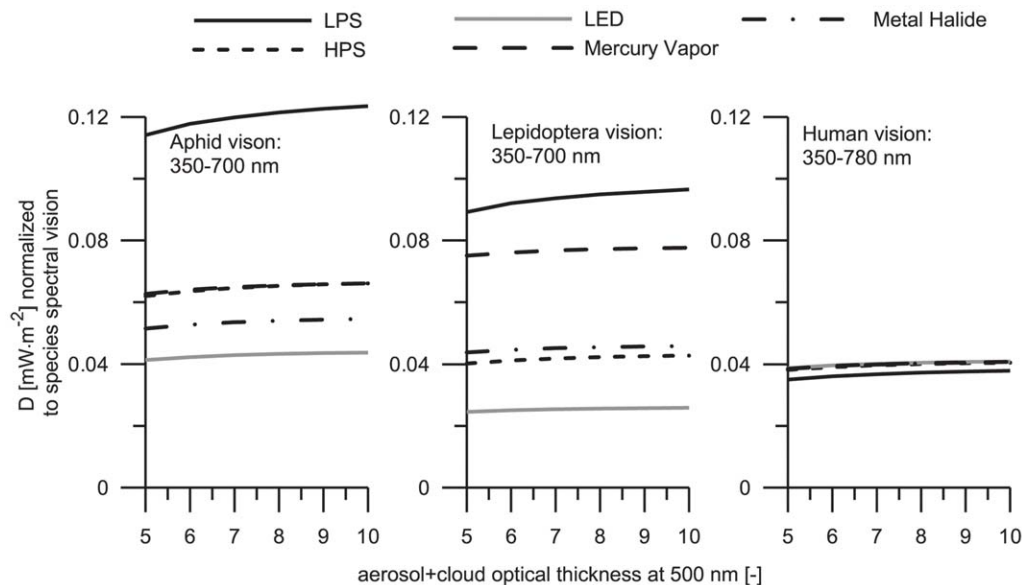 LPS
LED
Metal Halide
HPS
Mercury Vapor
D [mW·m-2] normalized
to species spectral vision
0.12
0.08
0.04
0
Aphid vison:
350-700 nm
5 6 7 8 9 10
0.12
0.08
0.04
0
Lepidoptera vision:
350-700 nm
5 6 7 8 9 10
0.12
0.08
0.04
0
Human vision:
350-780 nm
5 6 7 8 9 10
aerosol+cloud optical thickness at 500 nm [-]